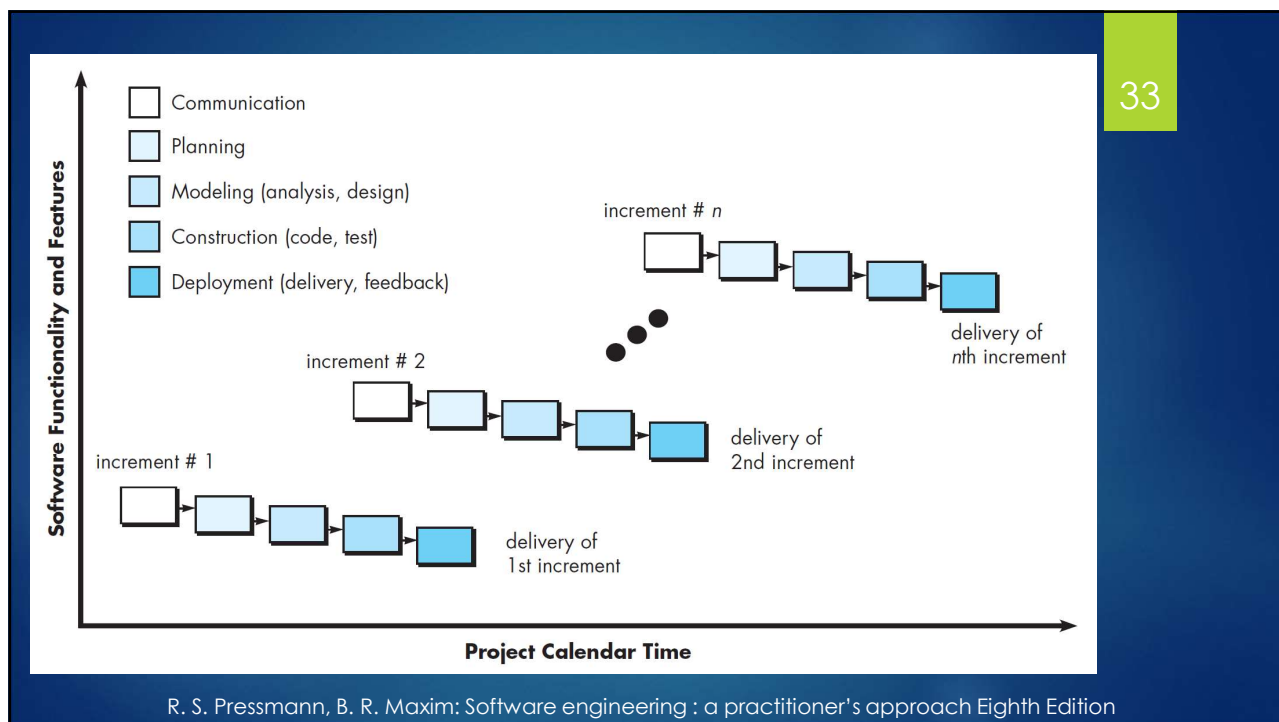 33
Software Functionality and Features
Communication
Planning
Modeling (analysis, design)
Construction (code, test)
Deployment (delivery, feedback)
increment # n
delivery of
nth increment
increment # 2
delivery of
2nd increment
increment # 1
delivery of
1st increment
Project Calendar Time
R. S. Pressmann, B. R. Maxim: Software engineering : a practitioner's approach Eighth Edition